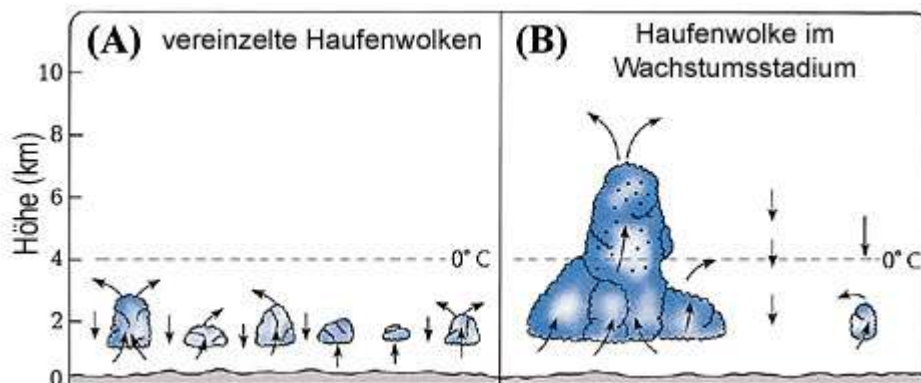 (A) vereinzelte Haufenwolken
(B) Haufenwolke im
Wachstumsstadium
Höhe (km)
10
8
6
4
2
0
0° C
0° C